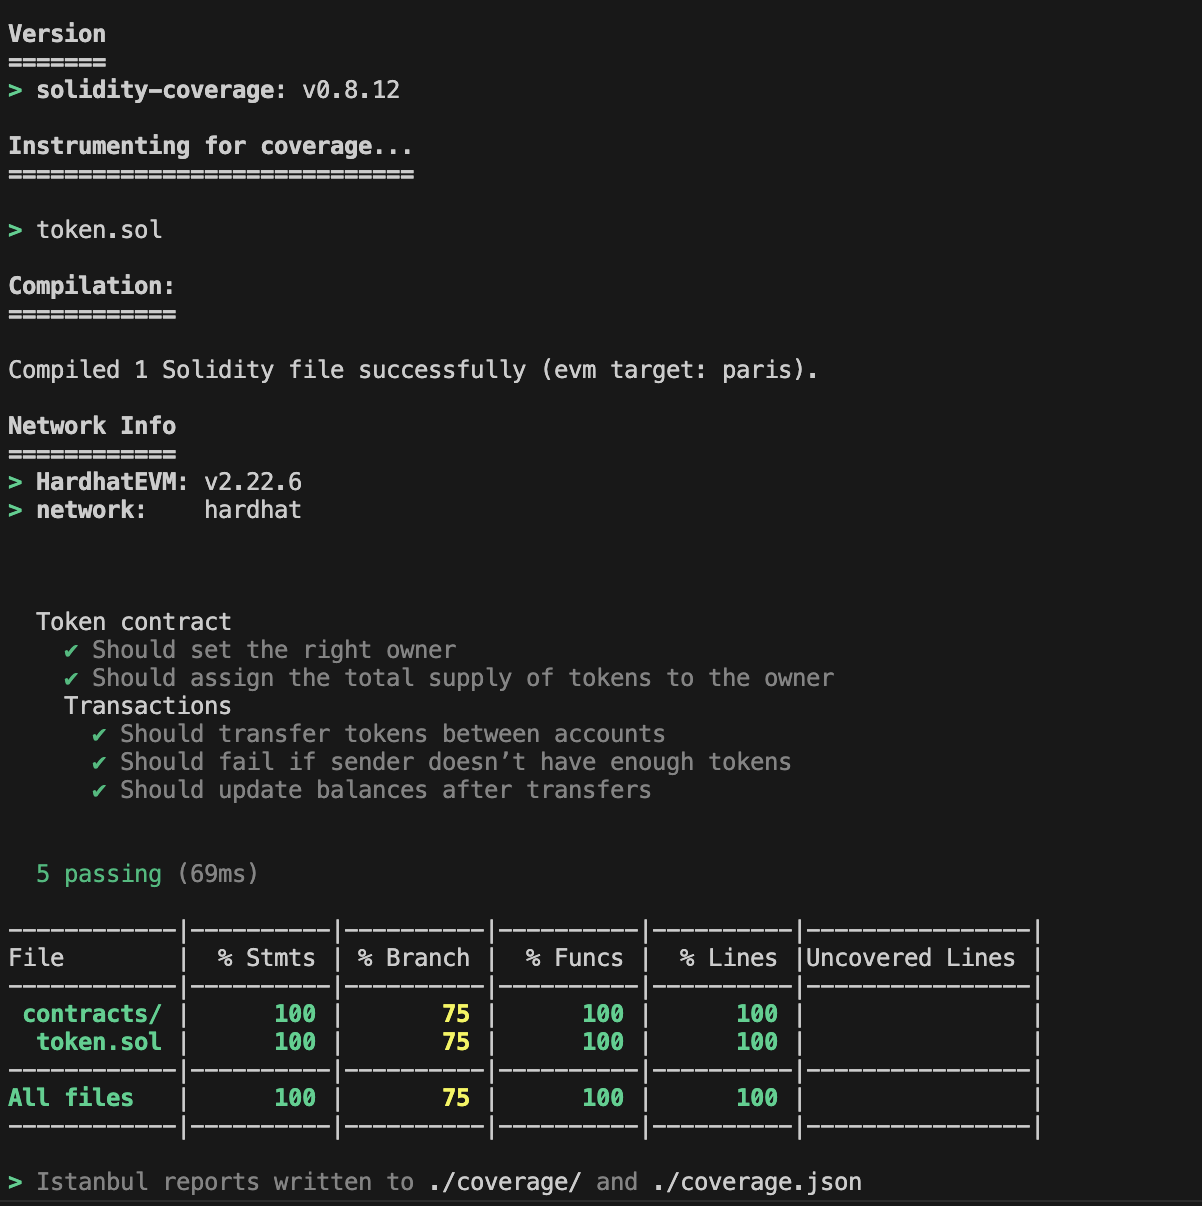 Version
=======
> solidity-coverage: v0.8.12
Instrumenting for coverage...
=============================
> token.sol
Compilation:
============
Compiled 1 Solidity file successfully (evm target: paris).
Network Info
============
> HardhatEVM: v2.22.6
> network:    hardhat
Token contract
✔ Should set the right owner
✔ Should assign the total supply of tokens to the owner
Transactions
✔ Should transfer tokens between accounts
✔ Should fail if sender doesn’t have enough tokens
✔ Should update balances after transfers
5 passing (69ms)
------------|----------|----------|----------|----------|----------------|
File        |  % Stmts | % Branch |  % Funcs |  % Lines |Uncovered Lines |
------------|----------|----------|----------|----------|----------------|
 contracts/ |      100 |       75 |      100 |      100 |                |
  token.sol |      100 |       75 |      100 |      100 |                |
------------|----------|----------|----------|----------|----------------|
All files   |      100 |       75 |      100 |      100 |                |
------------|----------|----------|----------|----------|----------------|
> Istanbul reports written to ./coverage/ and ./coverage.json